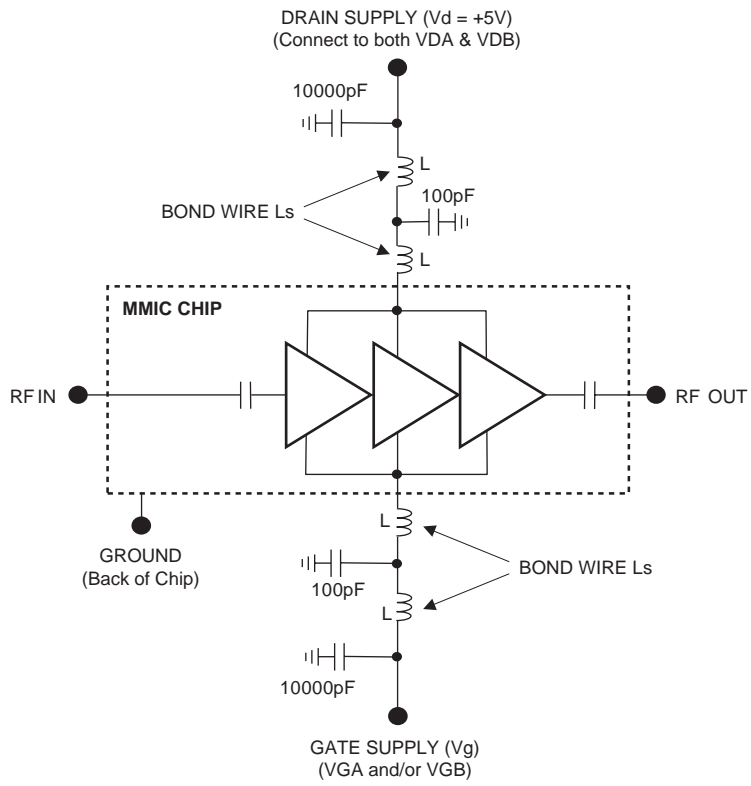 DRAIN SUPPLY (Vd = +5V)
(Connect to both VDA & VDB)
10000pF
L
100pF
BOND WIRE Ls
L
MMIC CHIP
RF IN
RF OUT
L
GROUND
(Back of Chip)
100pF
BOND WIRE Ls
L
10000pF
GATE SUPPLY (Vg)
(VGA and/or VGB)